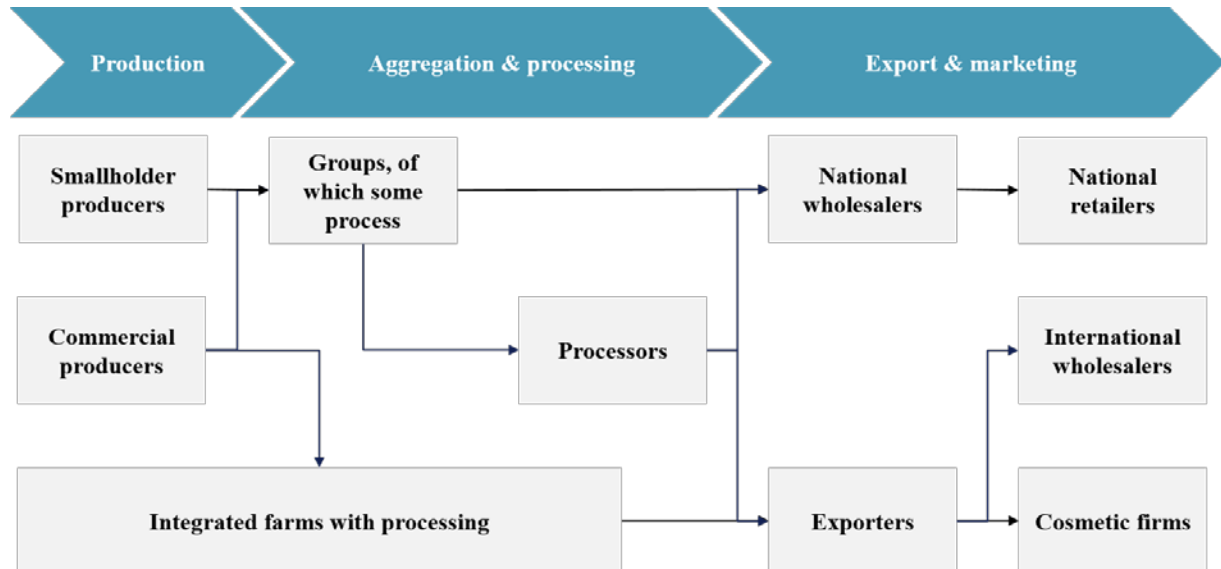 Production
Aggregation & processing
Export & marketing
Smallholder
producers
Groups, of
which some
process
National
wholesalers
National
retailers
Commercial
producers
Processors
International
wholesalers
Integrated farms with processing
Exporters
Cosmetic firms